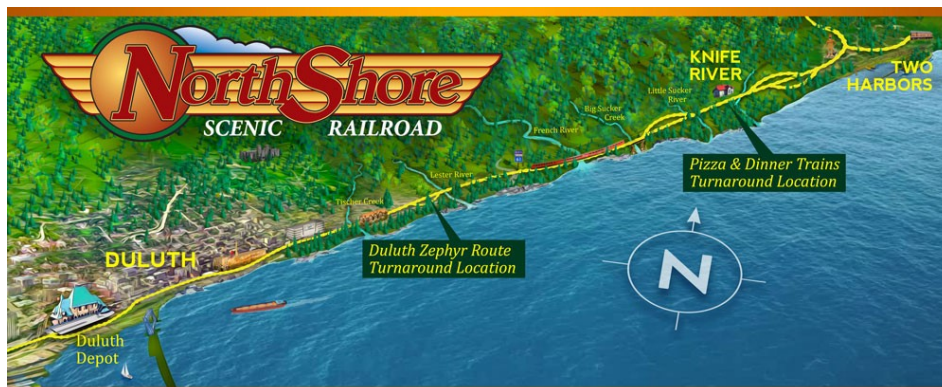 NorthShore
SCENIC RAILROAD
KNIFE
RIVER
TWO
HARBORS
Little Sucker
River
Big Sucker
Creek
French River
Pizza & Dinner Trains
Turnaround Location
Lester River
Tischer Creek
Duluth Zephyr Route
Turnaround Location
DULUTH
Duluth
Depot
N